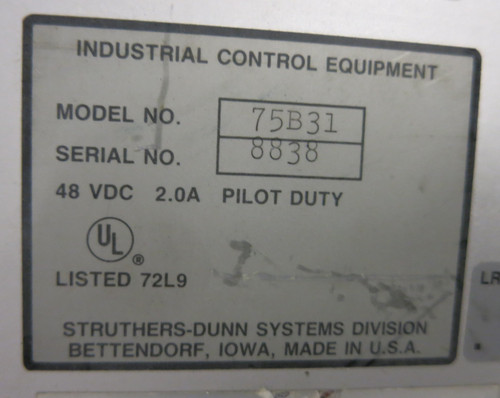 INDUSTRIAL CONTROL EQUIPMENT
MODEL NO. 75B31
SERIAL NO. 8838
48 VDC 2.0A PILOT DUTY
UL ®
LISTED 72L9
LR
STRUTHERS-DUNN SYSTEMS DIVISION
BETTENDORF, IOWA, MADE IN U.S.A.